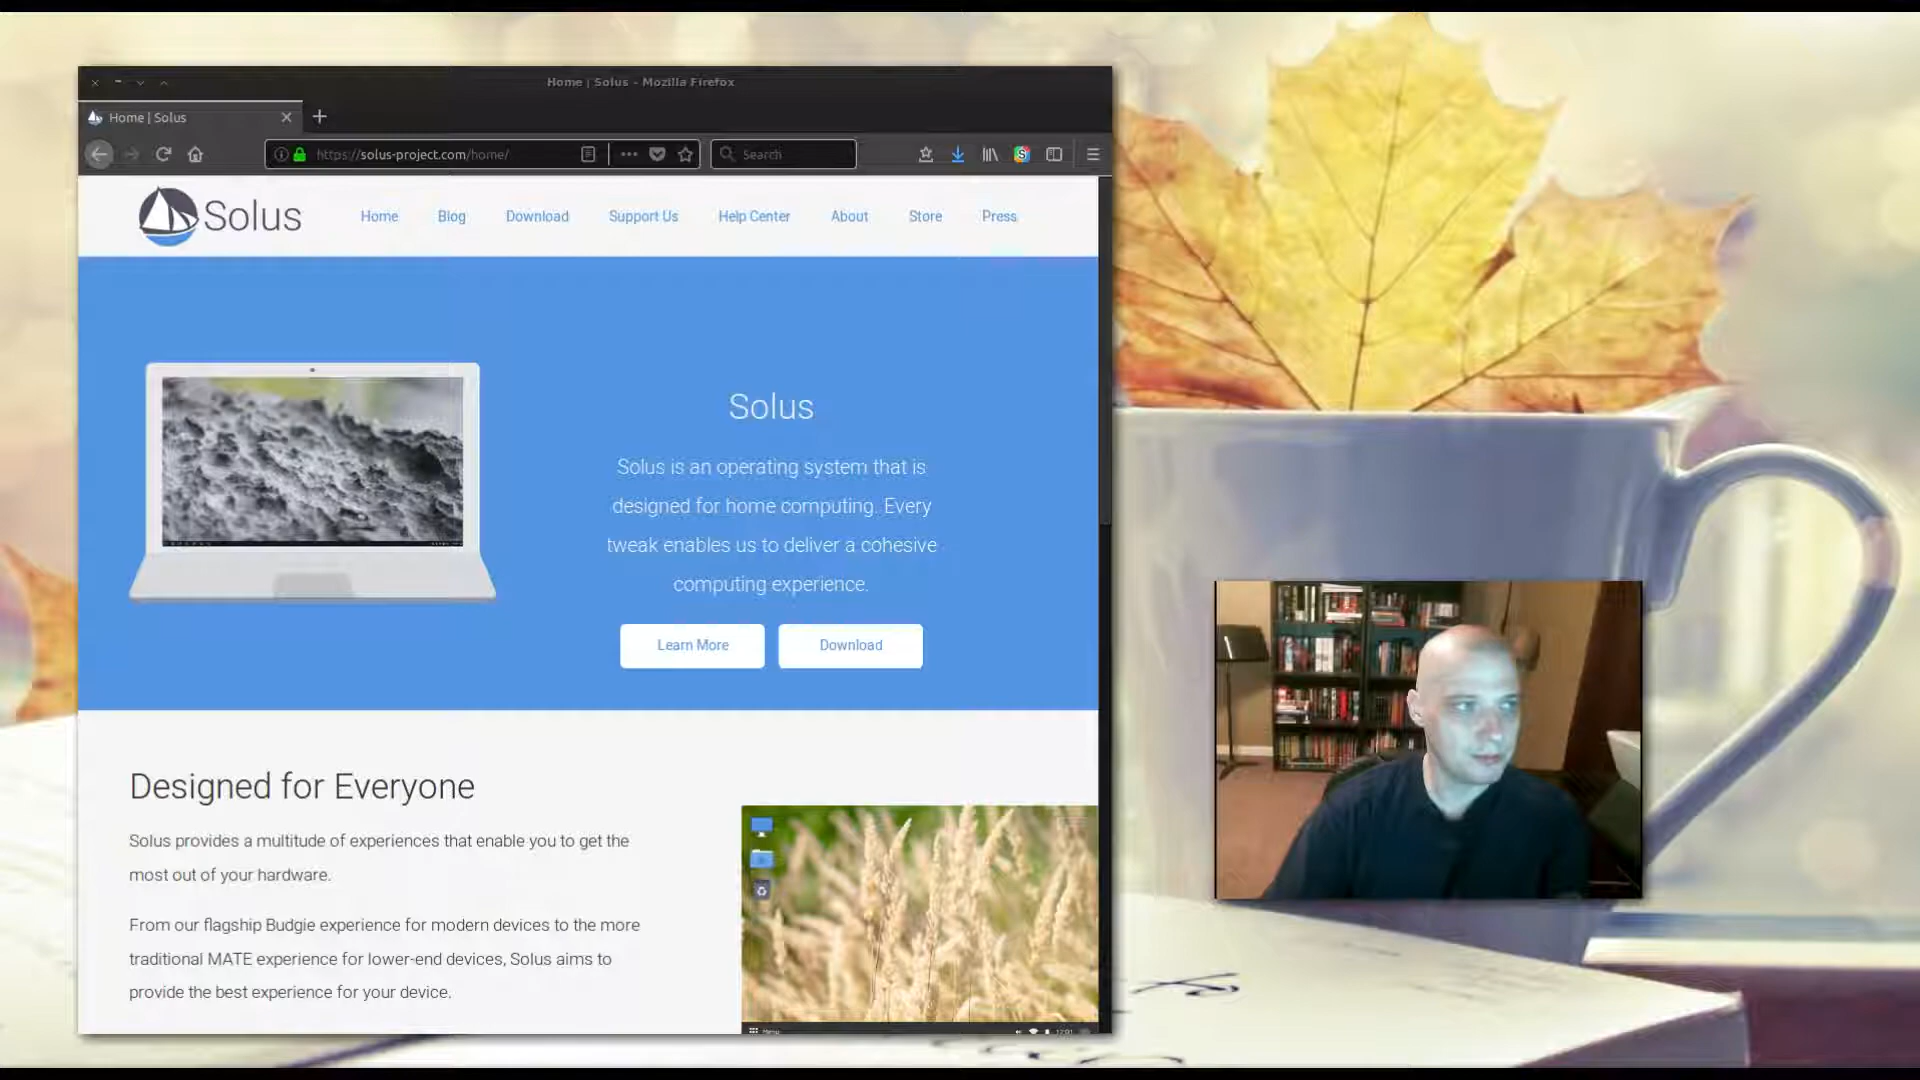 Home | Solus - Mozilla Firefox
Home | Solus
https://solus-project.com/home/
Search
Solus
Home Blog Download Support Us Help Center About Store Press
Solus
Solus is an operating system that is
designed for home computing. Every
tweak enables us to deliver a cohesive
computing experience.
Learn More Download
Designed for Everyone
Solus provides a multitude of experiences that enable you to get the
most out of your hardware.
From our flagship Budgie experience for modern devices to the more
traditional MATE experience for lower-end devices, Solus aims to
provide the best experience for your device.
Menu